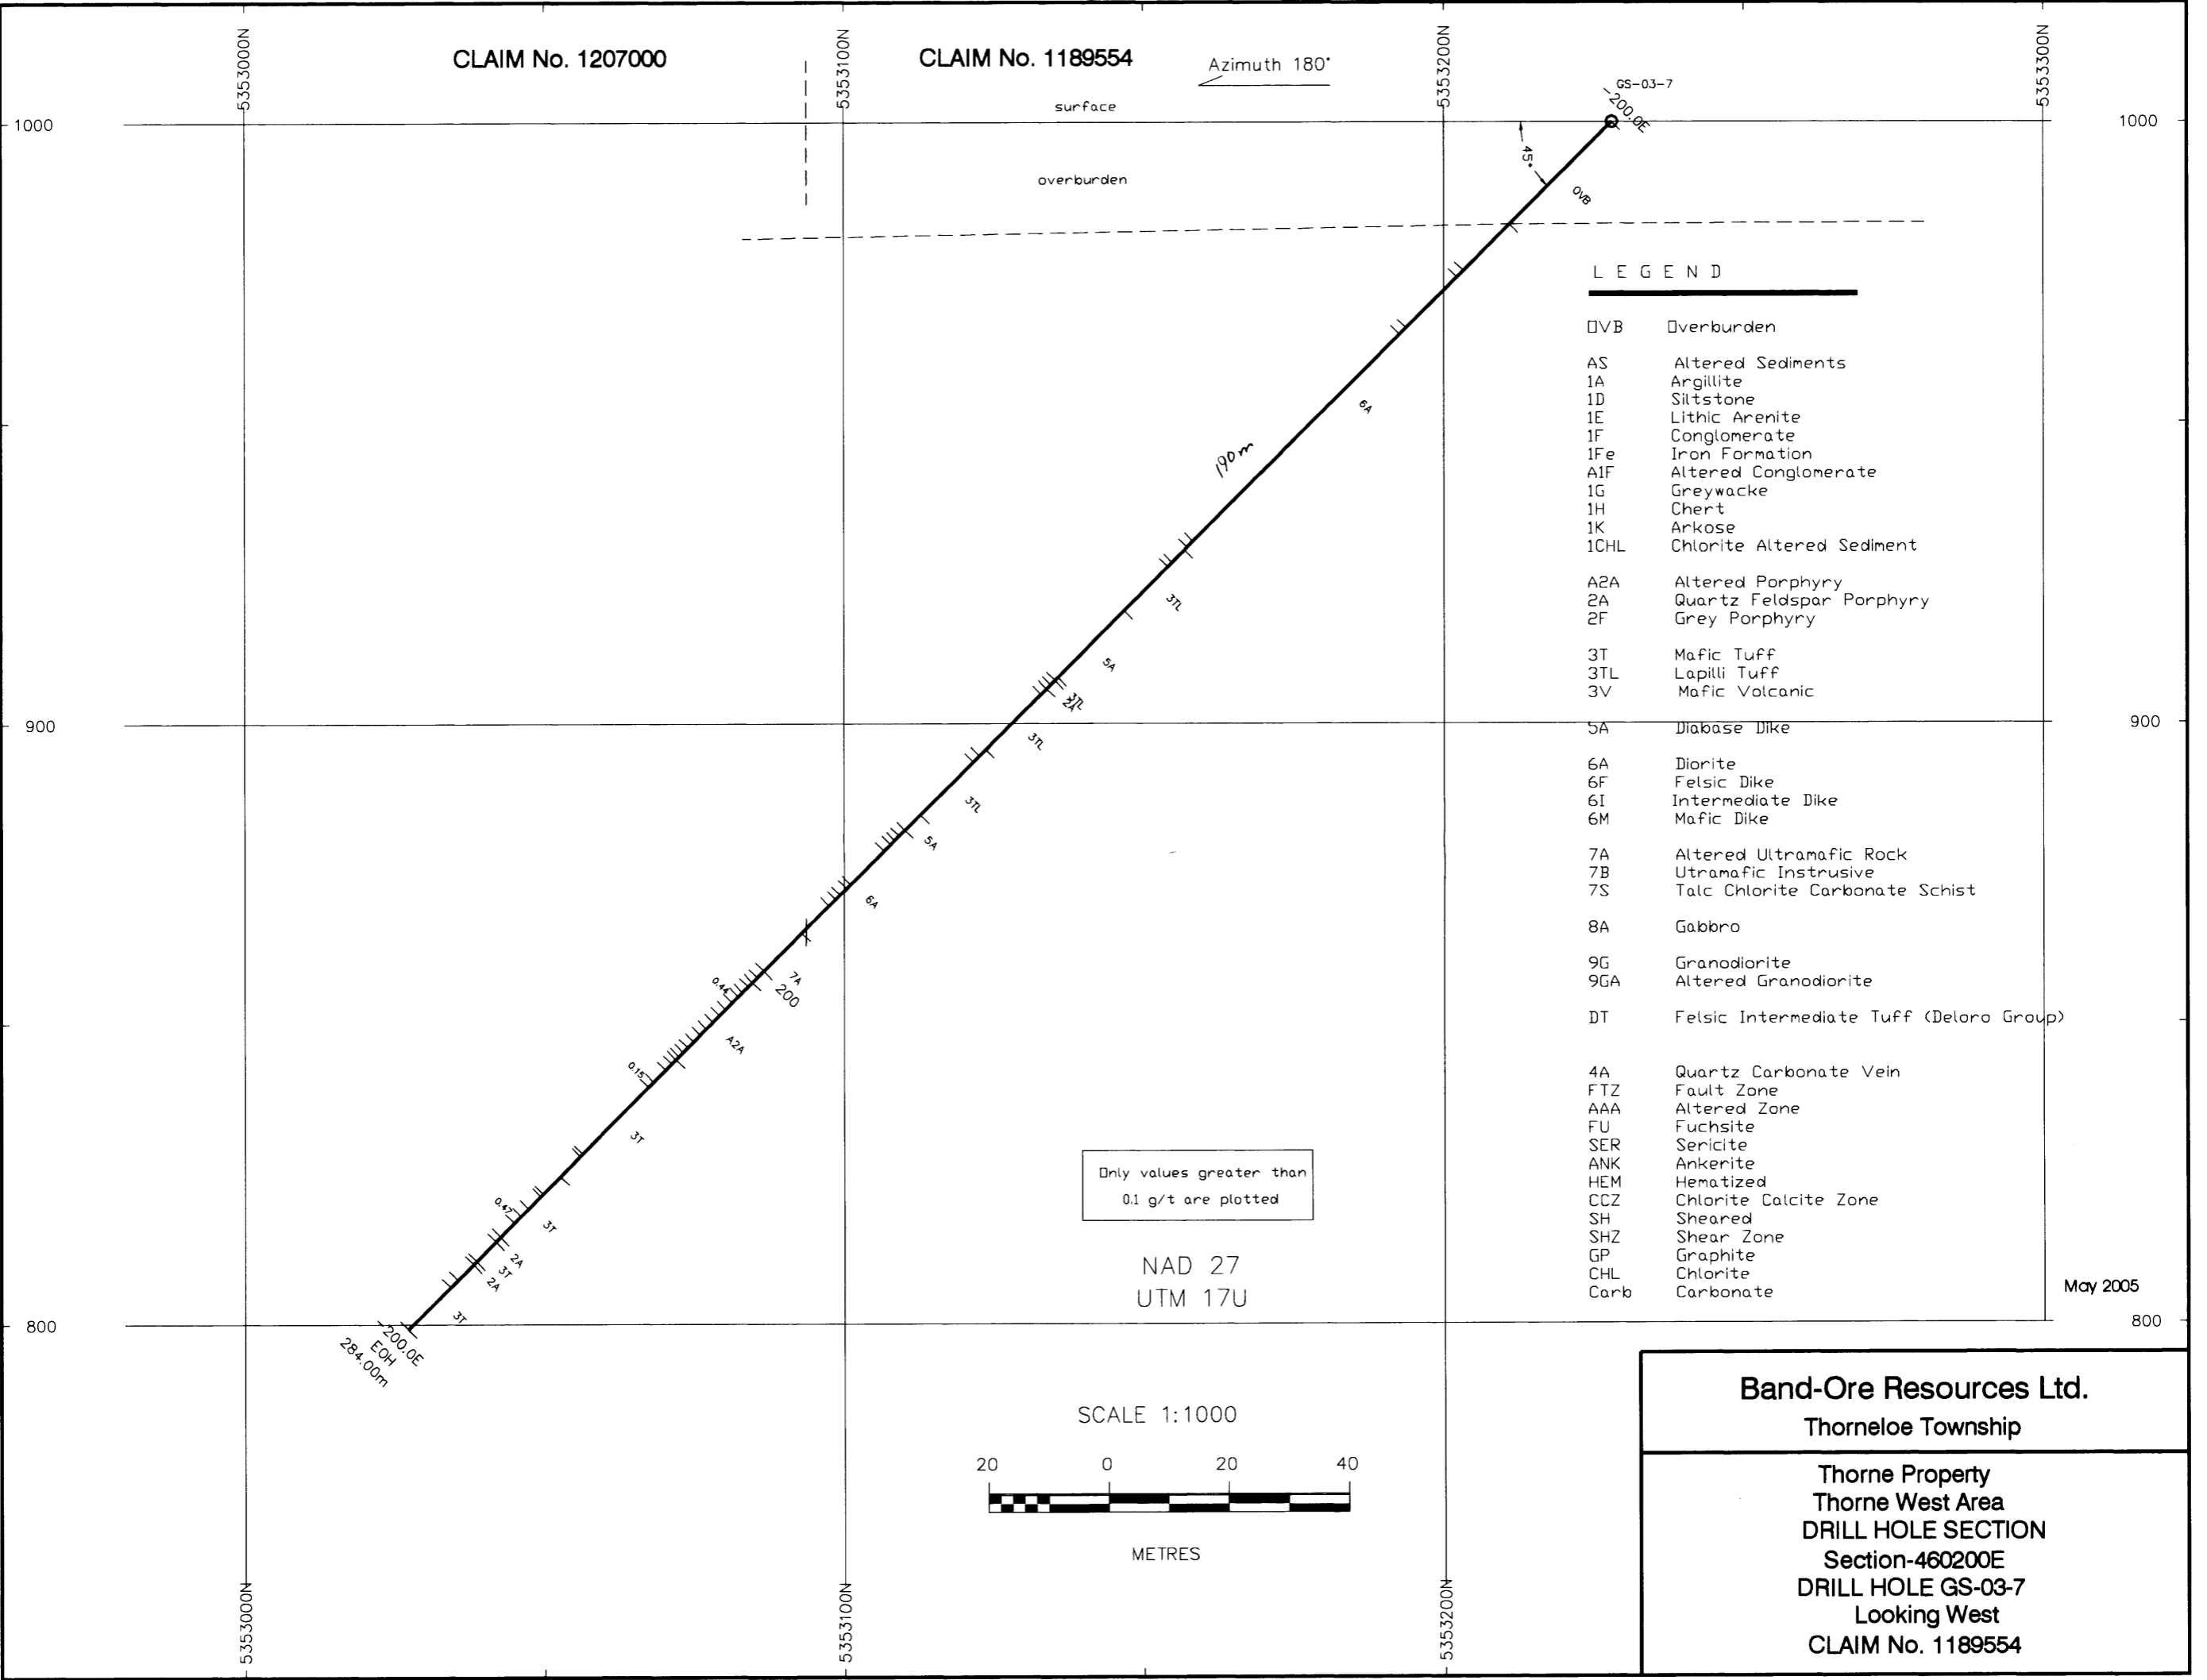 5353000N
CLAIM No. 1207000
5353100N
CLAIM No. 1189554
Azimuth 180°
5353200N
GS-03-7
-200.0E
5353300N
1000
surface
1000
45°
overburden
OVB
LEGEND
OVB Overburden
AS Altered Sediments
1A Argillite
1D Siltstone
1E Lithic Arenite
1F Conglomerate
1Fe Iron Formation
A1F Altered Conglomerate
1G Greywacke
1H Chert
1K Arkose
1CHL Chlorite Altered Sediment
A2A Altered Porphyry
2A Quartz Feldspar Porphyry
2F Grey Porphyry
3T Mafic Tuff
3TL Lapilli Tuff
3V Mafic Volcanic
5A Diabase Dike
6A Diorite
6F Felsic Dike
6I Intermediate Dike
6M Mafic Dike
7A Altered Ultramafic Rock
7B Utramafic Instrusive
7S Talc Chlorite Carbonate Schist
8A Gabbro
9G Granodiorite
9GA Altered Granodiorite
DT Felsic Intermediate Tuff (Deloro Group)
4A Quartz Carbonate Vein
FTZ Fault Zone
AAA Altered Zone
FU Fuchsite
SER Sericite
ANK Ankerite
HEM Hematized
CCZ Chlorite Calcite Zone
SH Sheared
SHZ Shear Zone
GP Graphite
CHL Chlorite
Carb Carbonate
6A
190m
3TL
5A
3TL
2A
900
900
3TL
3TL
5A
6A
7A
200
0.44
A2A
0.15
3T
0.47
3T
2A
3T
2A
3T
800
800
-200.0E
EOH
284.00m
Only values greater than
0.1 g/t are plotted
NAD 27
UTM 17U
May 2005
SCALE 1:1000
20 0 20 40
METRES
5353000N
5353100N
5353200N
Band-Ore Resources Ltd.
Thorneloe Township
Thorne Property
Thorne West Area
DRILL HOLE SECTION
Section-460200E
DRILL HOLE GS-03-7
Looking West
CLAIM No. 1189554